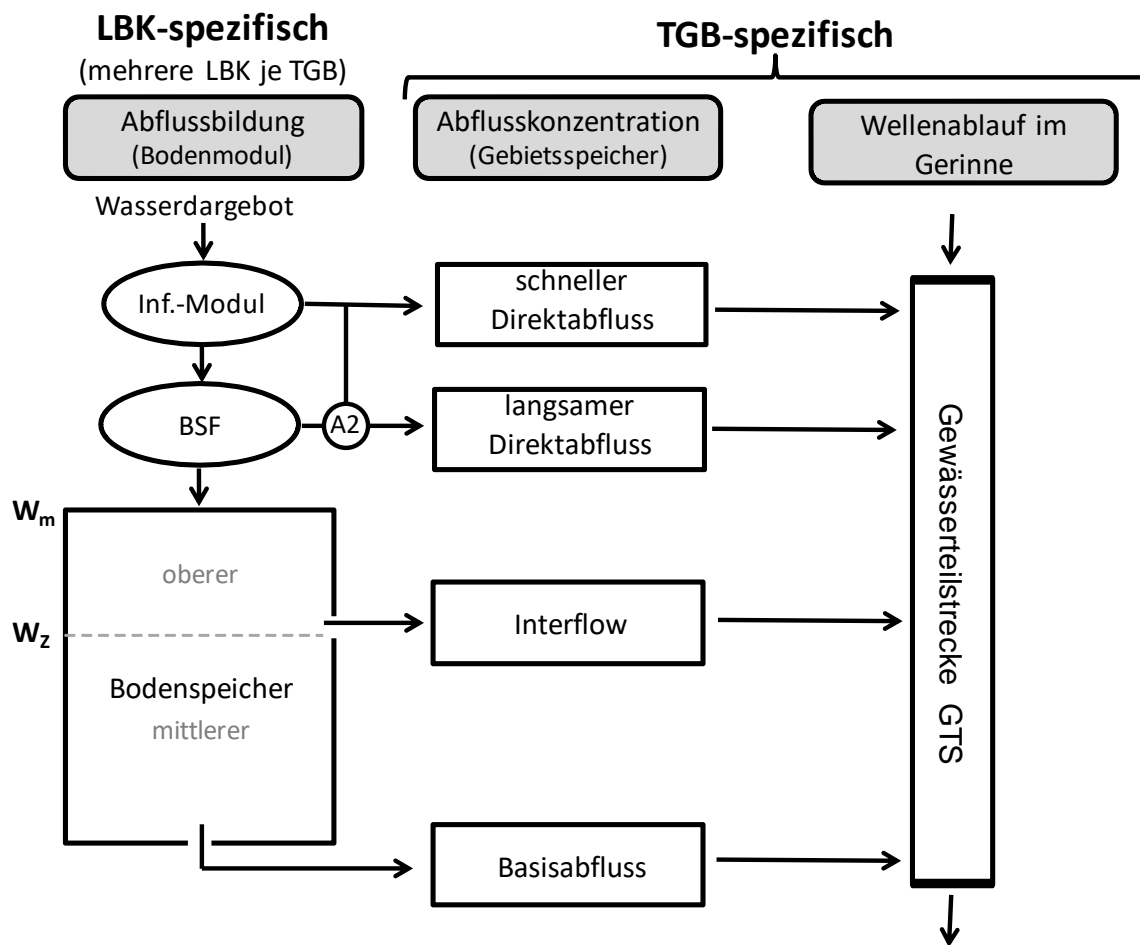 LBK-spezifisch
(mehrere LBK je TGB)
TGB-spezifisch
Abflussbildung
(Bodenmodul)
Abflusskonzentration
(Gebietsspeicher)
Wellenablauf im
Gerinne
Wasserdargebot
Inf.-Modul
schneller
Direktabfluss
BSF
A2
langsamer
Direktabfluss
Wm
oberer
WZ
Interflow
Bodenspeicher
mittlerer
Basisabfluss
Gewässerteilstrecke GTS